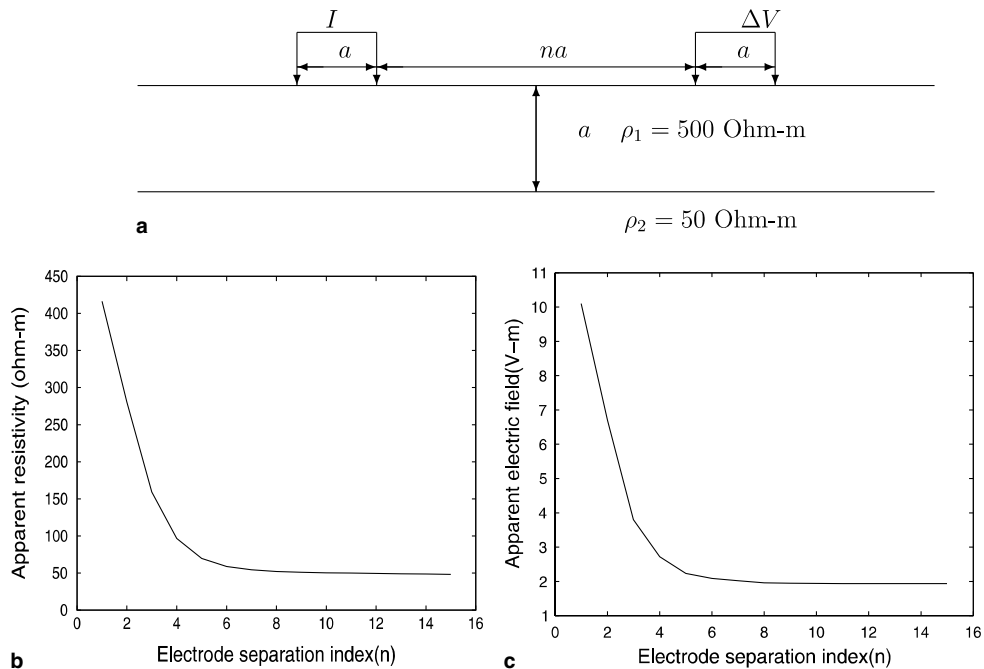 I ΔV
a na a
a ρ₁ = 500 Ohm-m
a
ρ₂ = 50 Ohm-m
450
400
350
300
250
200
150
100
50
0
0 2 4 6 8 10 12 14 16
Apparent resistivity (ohm-m)
Electrode separation index(n)
b
11
10
9
8
7
6
5
4
3
2
1
0 2 4 6 8 10 12 14 16
Apparent electric field(V−m)
Electrode separation index(n)
c